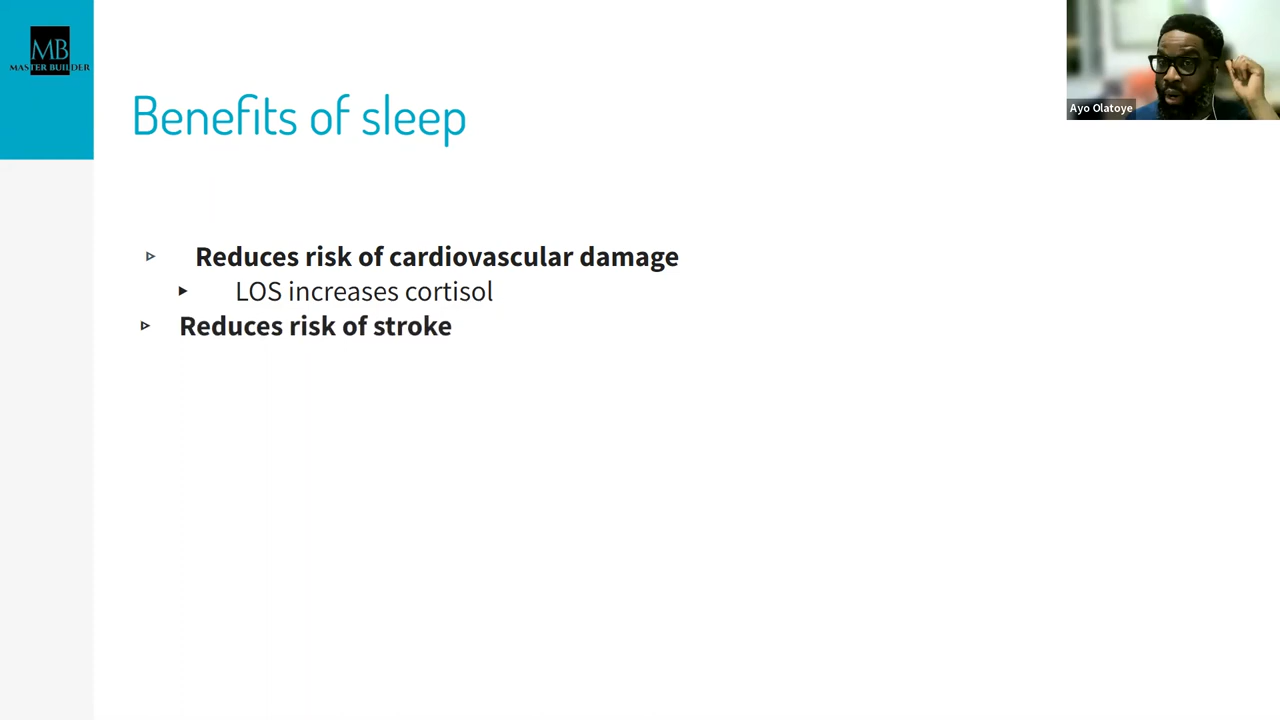 MB
MASTER BUILDER
Ayo Olatoye
Benefits of sleep
Reduces risk of cardiovascular damage
LOS increases cortisol
Reduces risk of stroke